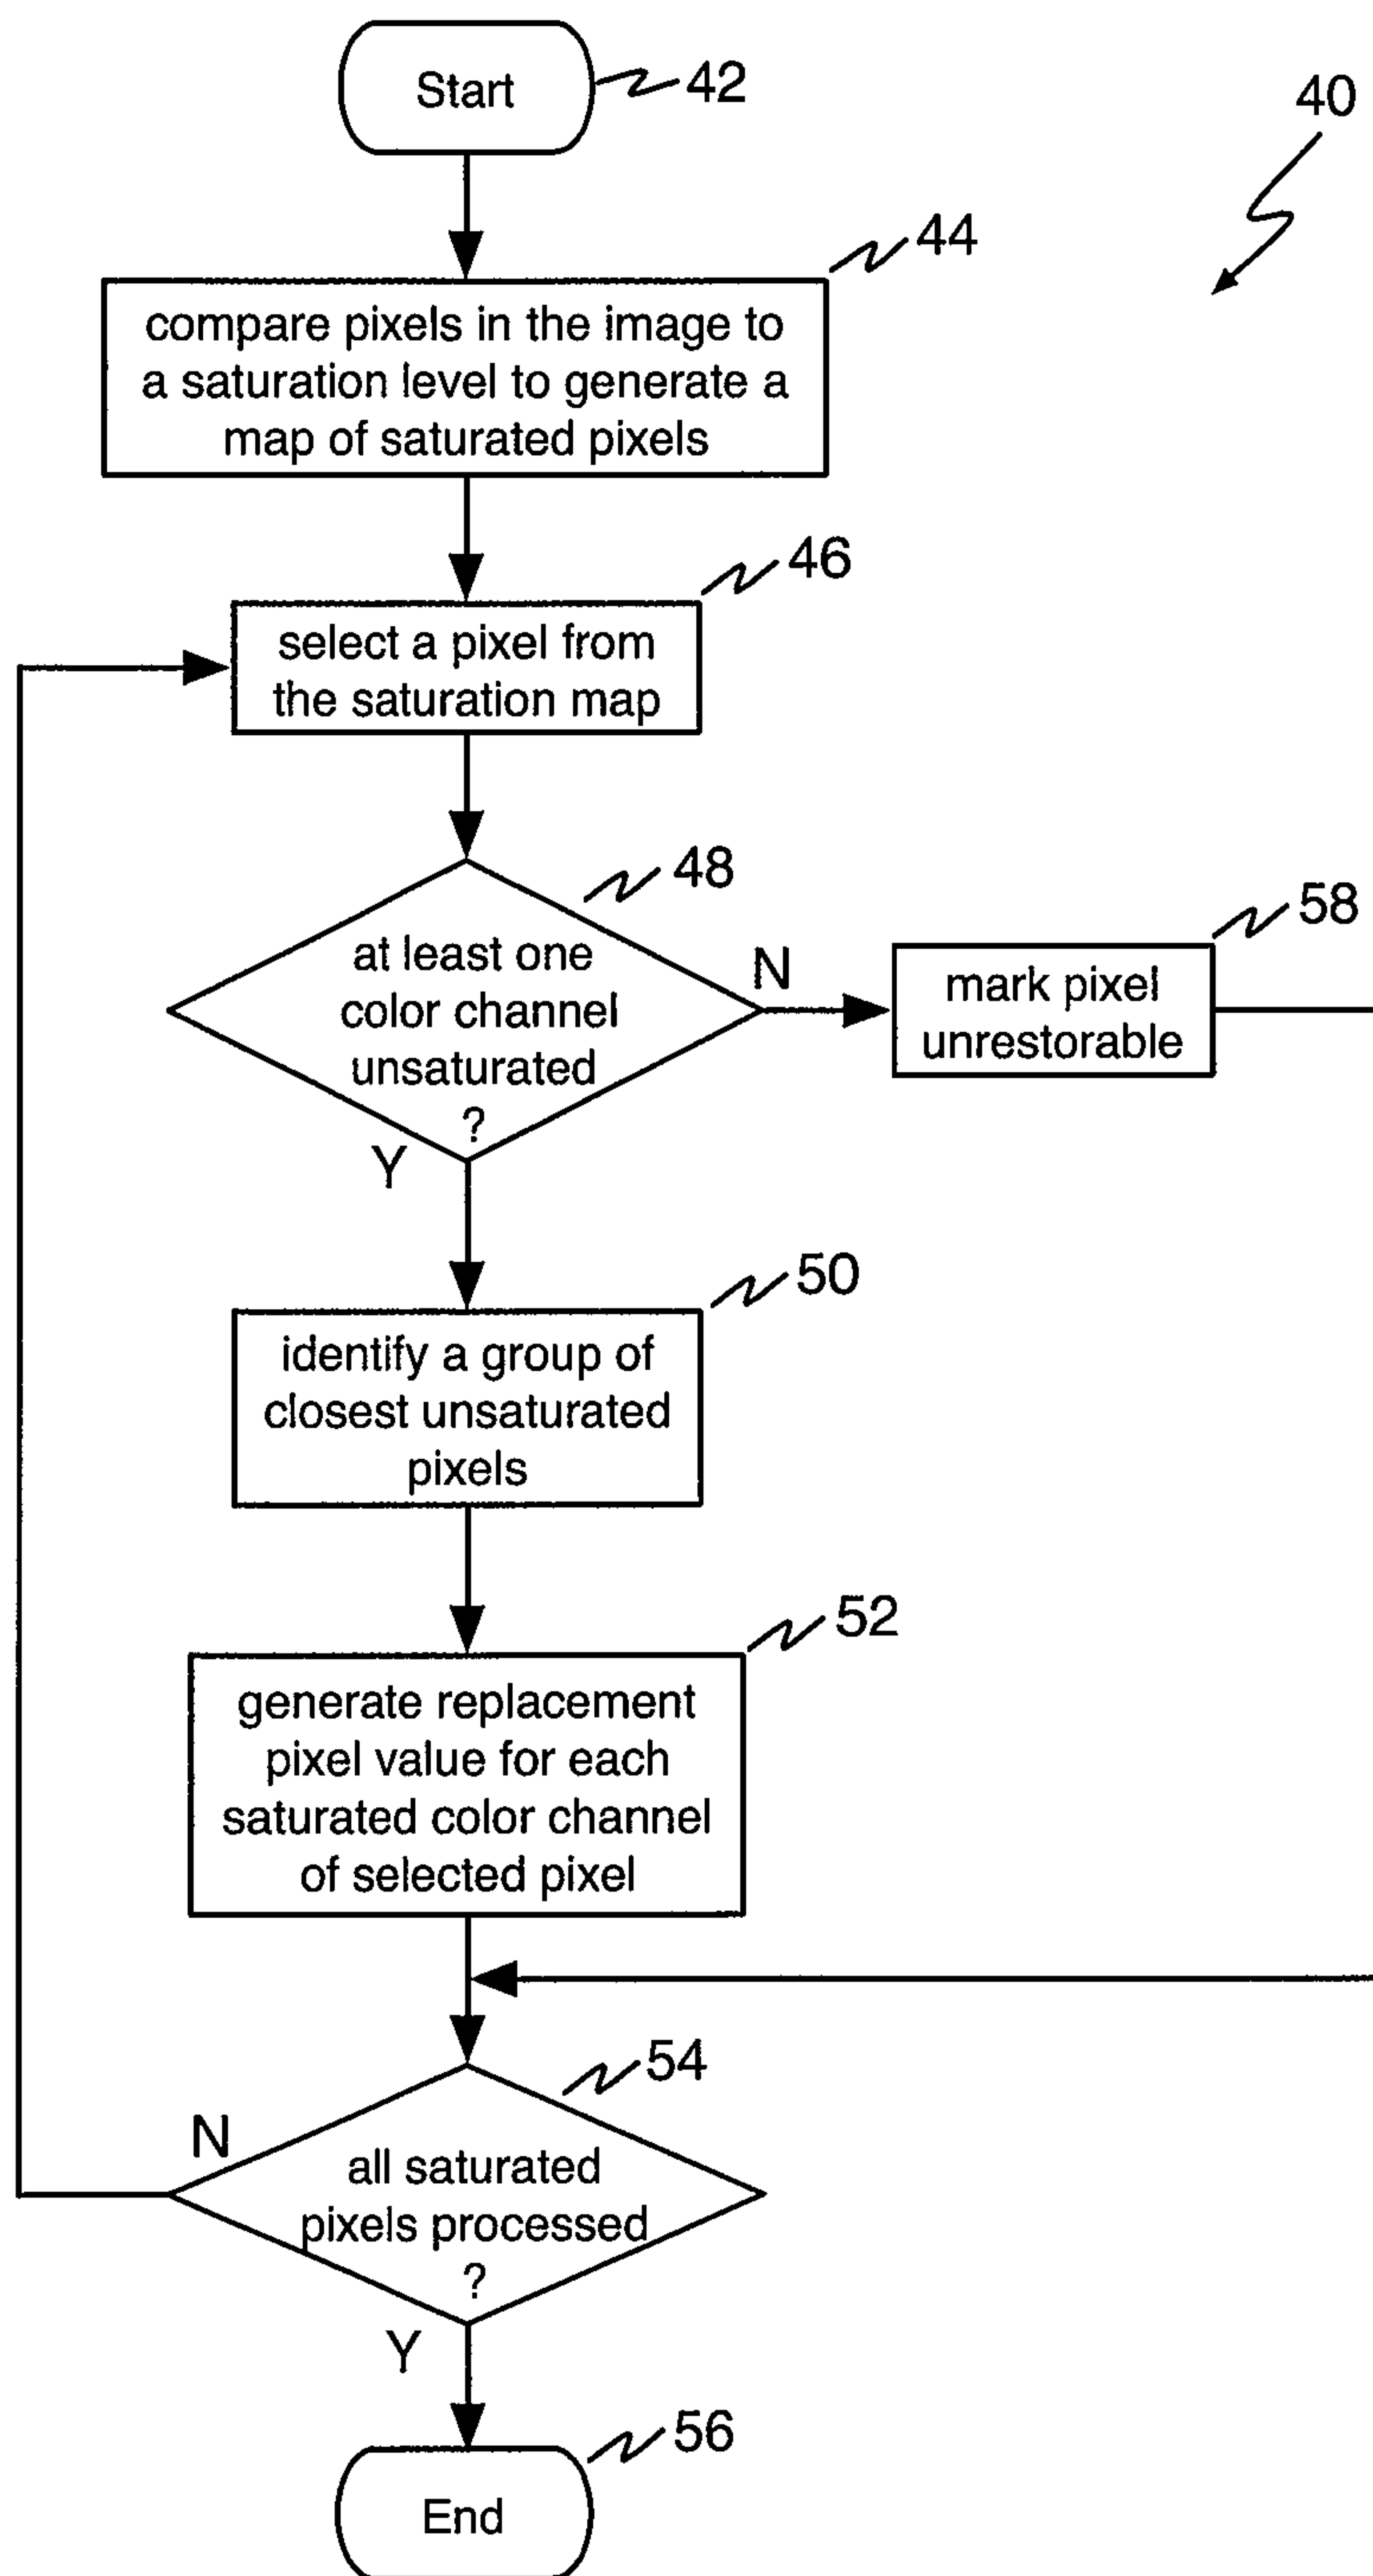 Start
42
40
44
compare pixels in the image to
a saturation level to generate a
map of saturated pixels
46
select a pixel from
the saturation map
48
at least one
color channel
unsaturated
?
N
58
mark pixel
unrestorable
Y
50
identify a group of
closest unsaturated
pixels
52
generate replacement
pixel value for each
saturated color channel
of selected pixel
54
N
all saturated
pixels processed
?
Y
56
End